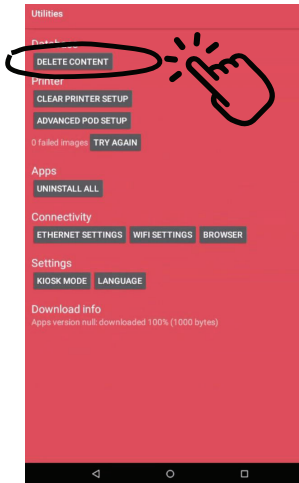 Utilities
Database
DELETE CONTENT
Printer
CLEAR PRINTER SETUP
ADVANCED POD SETUP
0 failed images TRY AGAIN
Apps
UNINSTALL ALL
Connectivity
ETHERNET SETTINGS WIFI SETTINGS BROWSER
Settings
KIOSK MODE LANGUAGE
Download info
Apps version null: downloaded 100% (1000 bytes)